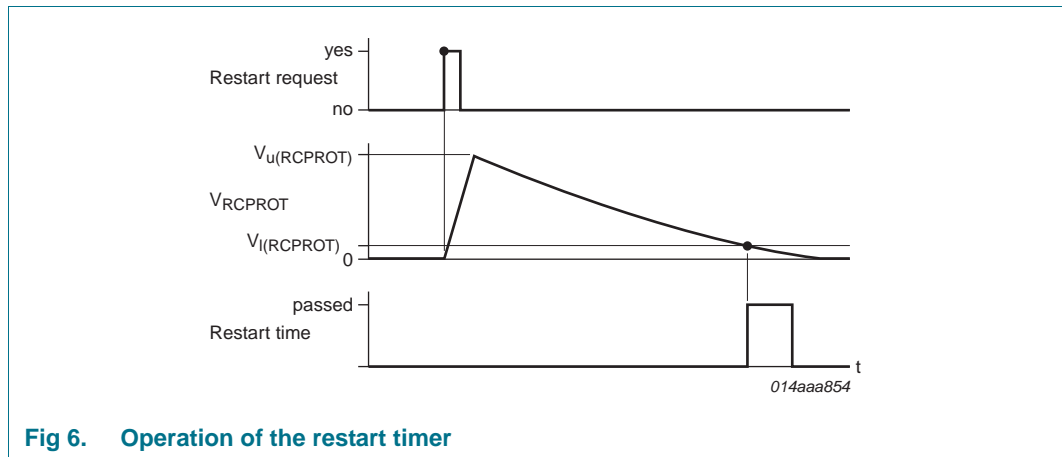 yes
Restart request
no
Vu(RCPROT)
VRCPROT
Vl(RCPROT)
0
passed
Restart time
t
014aaa854
Fig 6. Operation of the restart timer